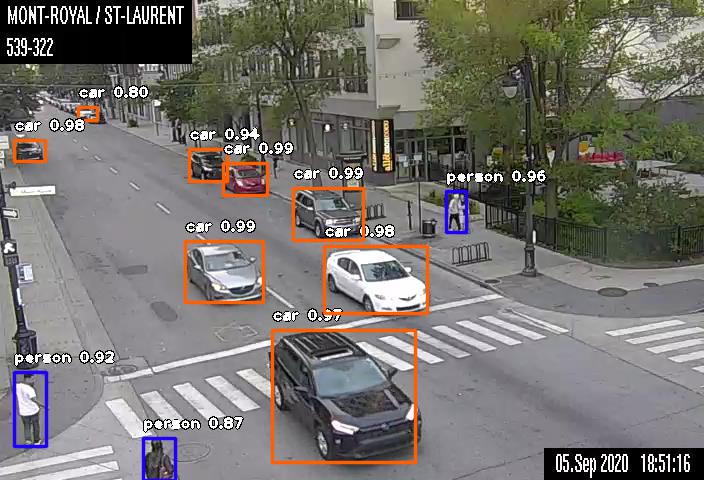 MONT-ROYAL / ST-LAURENT
539-322
car 0.80
car 0.98
car 0.94
car 0.99
car 0.99
person 0.96
car 0.99
car 0.98
car 0.97
person 0.92
person 0.87
05.Sep 2020 18:51:16